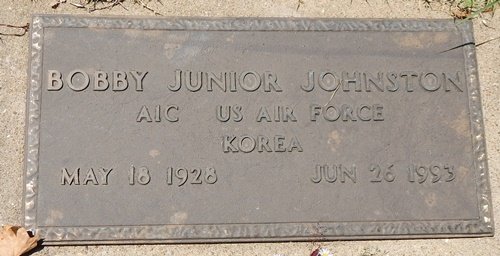 BOBBY JUNIOR JOHNSTON
A1C US AIR FORCE
KOREA
MAY 18 1928 JUN 26 1993